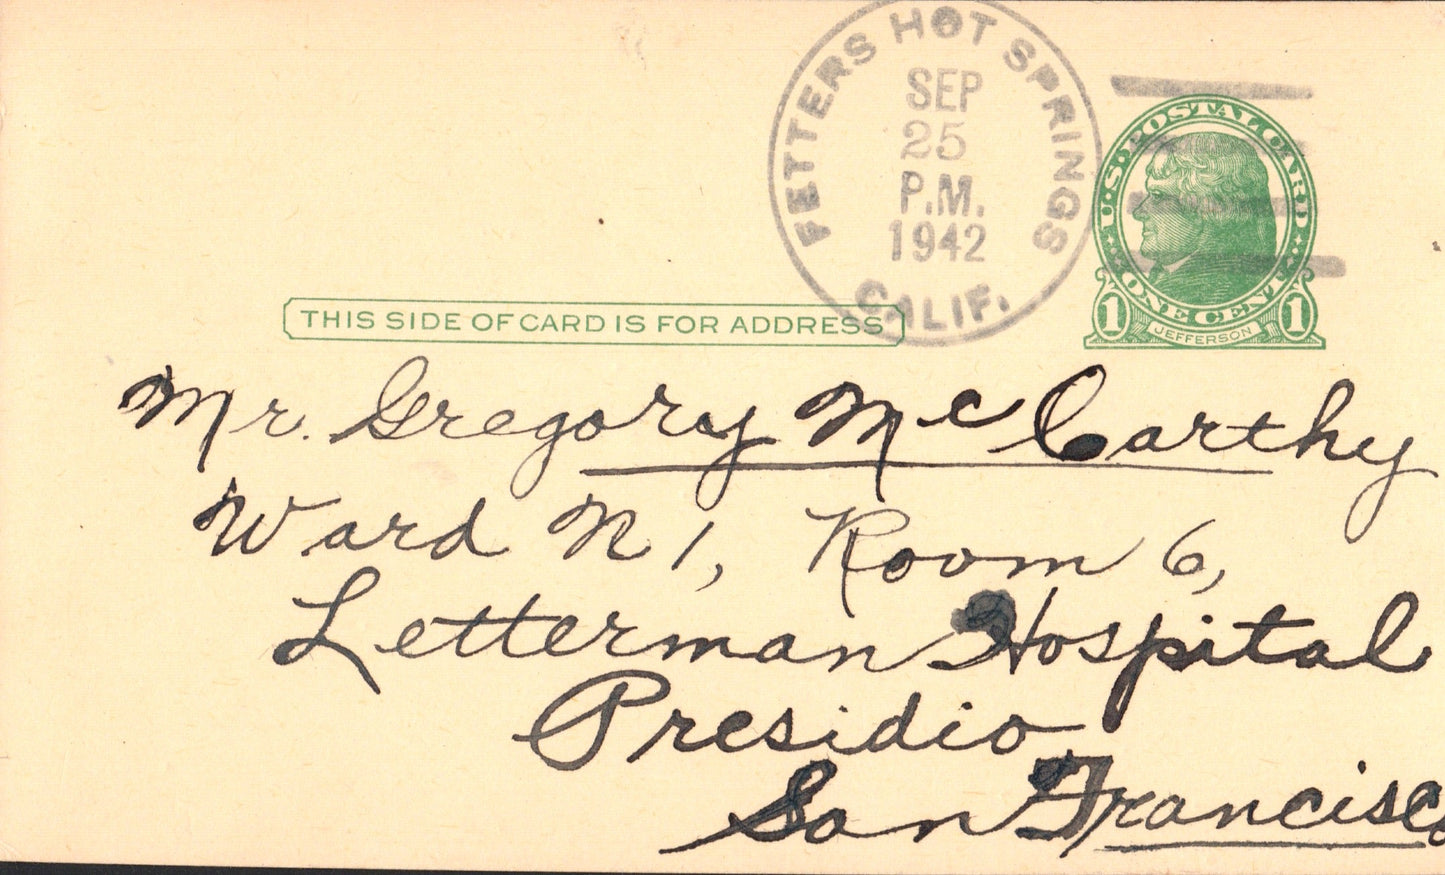 FETTERS HOT SPRINGS
SEP
25
P.M.
1942
CALIF.
U.S. POSTAL CARD
ONE CENT
1 JEFFERSON 1
THIS SIDE OF CARD IS FOR ADDRESS
Mr. Gregory McCarthy
Ward N 1, Room 6,
Letterman Hospital
Presidio
San Francisco